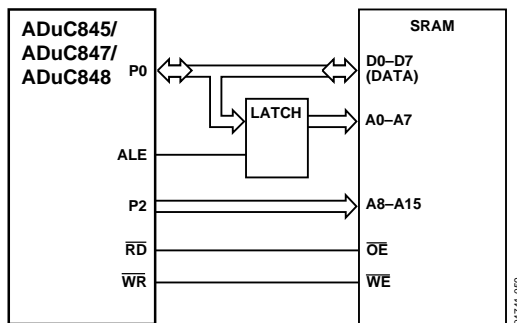 ADuC845/
ADuC847/
ADuC848
SRAM
P0
D0–D7
(DATA)
LATCH
A0–A7
ALE
P2
A8–A15
RD
OE
WR
WE